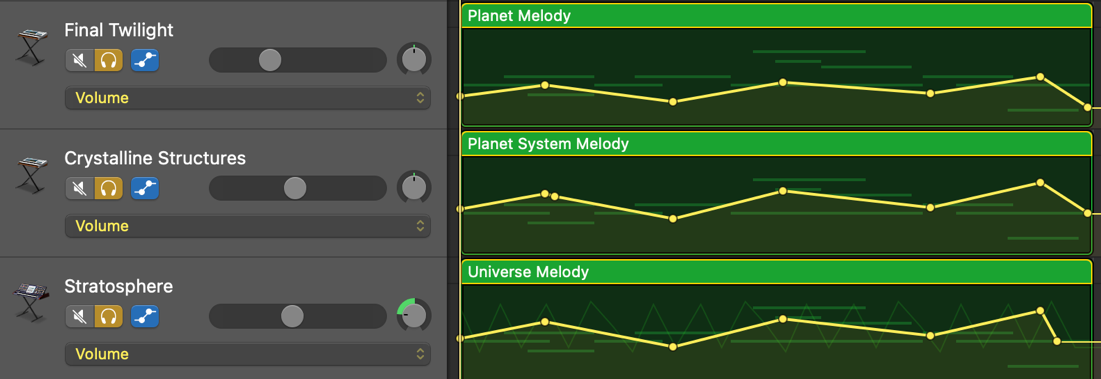 Final Twilight
Volume
Planet Melody
Crystalline Structures
Volume
Planet System Melody
Stratosphere
Volume
Universe Melody